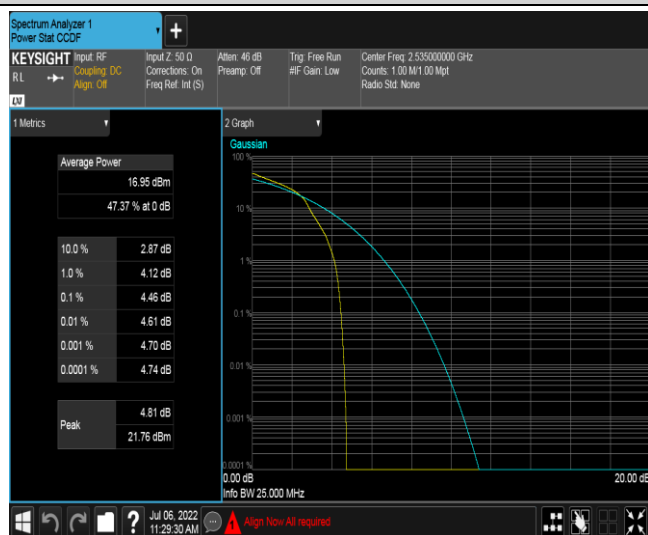 Spectrum Analyzer 1
Power Stat CCDF
+
KEYSIGHT
RL
LXI
Input: RF
Coupling: DC
Align: Off
Input Z: 50 Ω
Corrections: On
Freq Ref: Int (S)
Atten: 46 dB
Preamp: Off
Trig: Free Run
#IF Gain: Low
Center Freq: 2.535000000 GHz
Counts: 1.00 M/1.00 Mpt
Radio Std: None
1 Metrics
Average Power
16.95 dBm
47.37 % at 0 dB
10.0 % 2.87 dB
1.0 % 4.12 dB
0.1 % 4.46 dB
0.01 % 4.61 dB
0.001 % 4.70 dB
0.0001 % 4.74 dB
Peak
4.81 dB
21.76 dBm
2 Graph
Gaussian
100 %
10 %
1 %
0.1 %
0.01 %
0.001 %
0.0001 %
0.00 dB 20.00 dB
Info BW 25.000 MHz
?
Jul 06, 2022
11:29:30 AM
Align Now All required